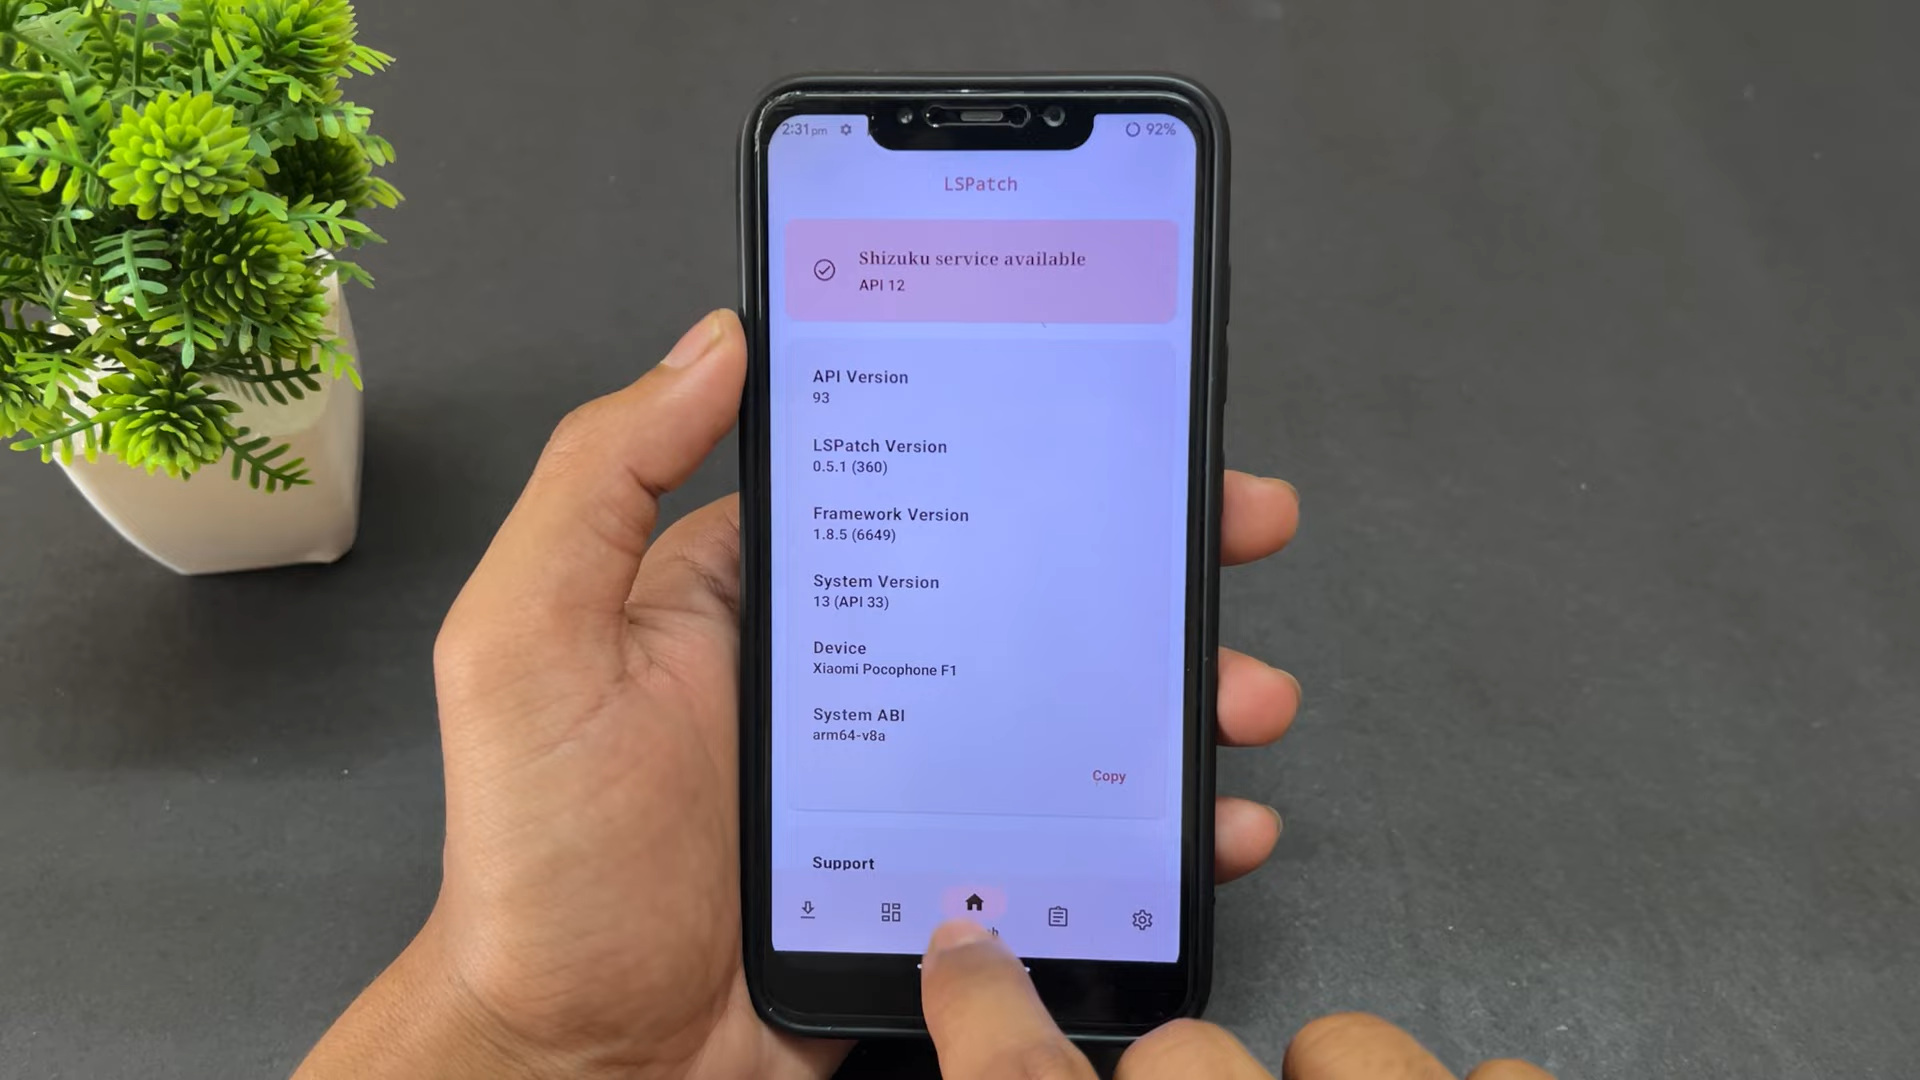 2:31pm 92%
LSPatch
Shizuku service available
API 12
API Version
93
LSPatch Version
0.5.1 (360)
Framework Version
1.8.5 (6649)
System Version
13 (API 33)
Device
Xiaomi Pocophone F1
System ABI
arm64-v8a
Copy
Support